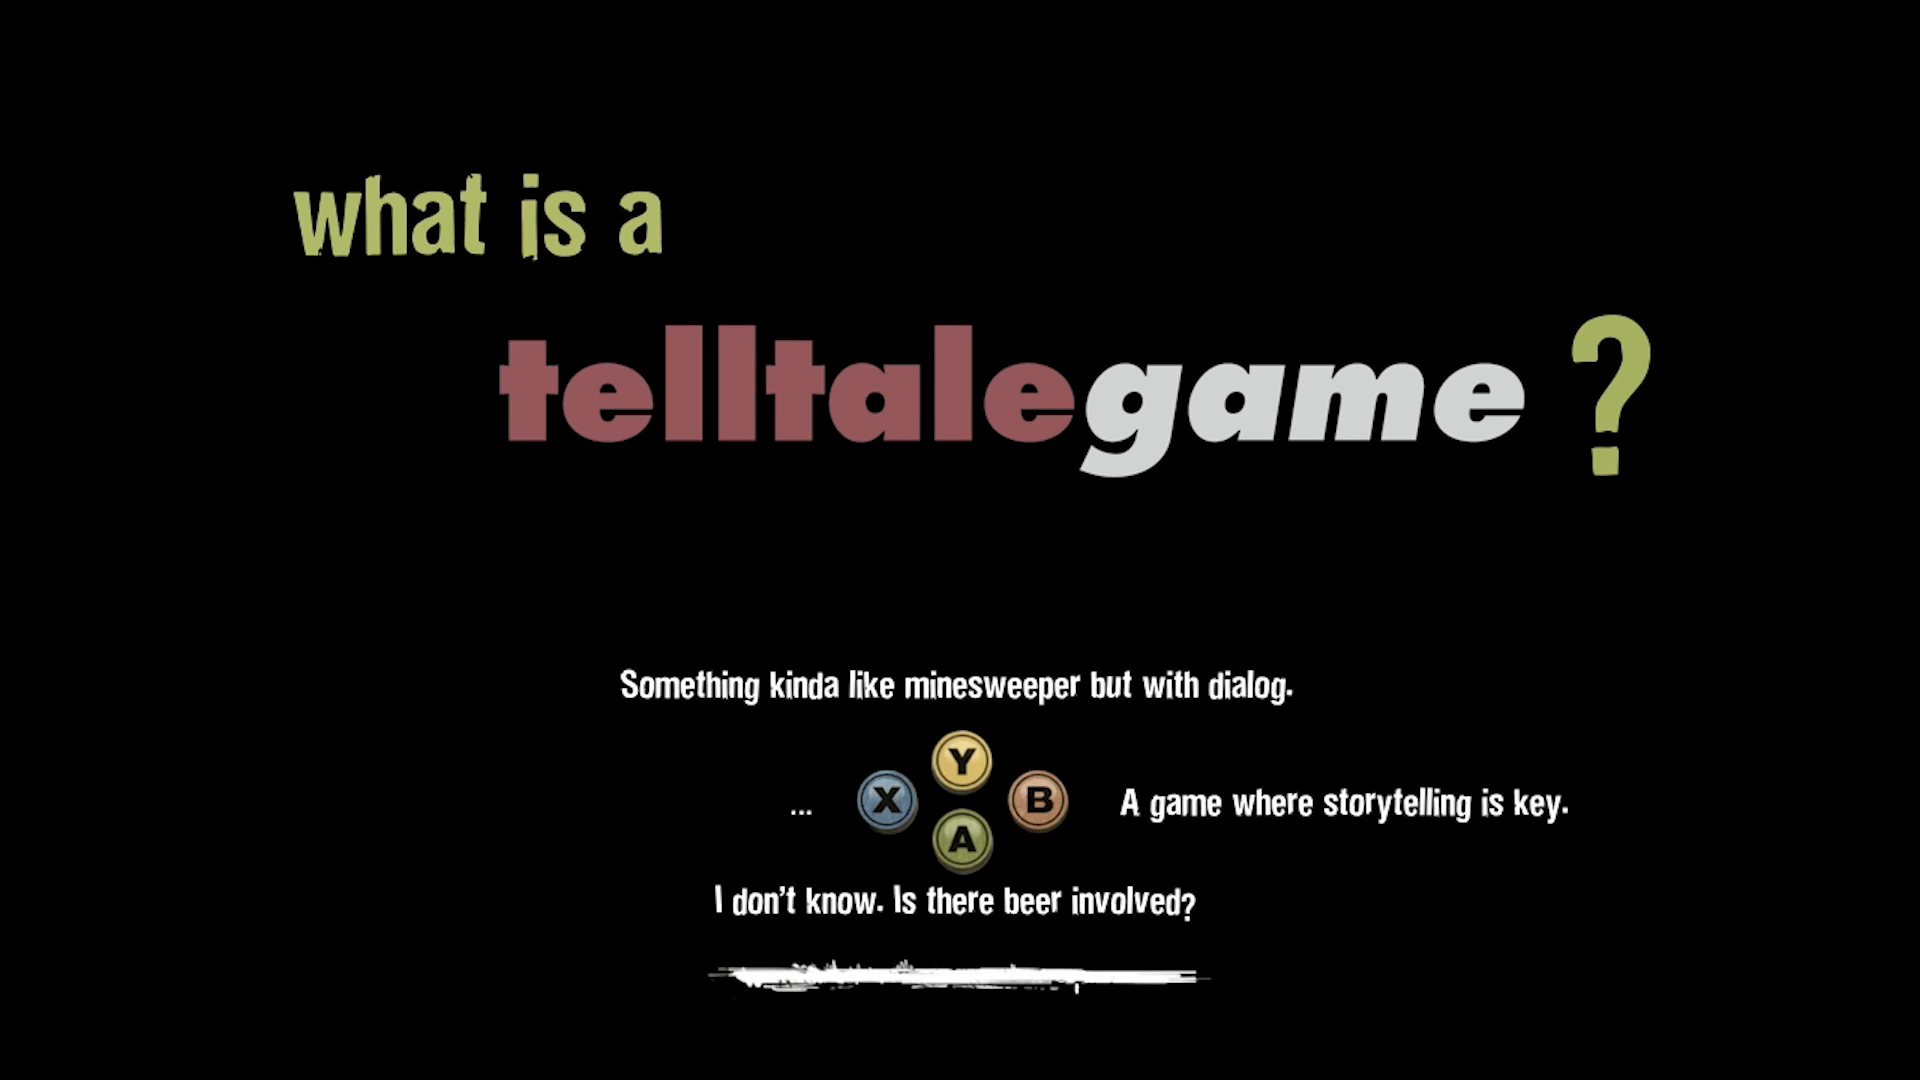 what is a
telltalegame ?
Something kinda like minesweeper but with dialog.
Y
... X B A game where storytelling is key.
A
I don't know. Is there beer involved?